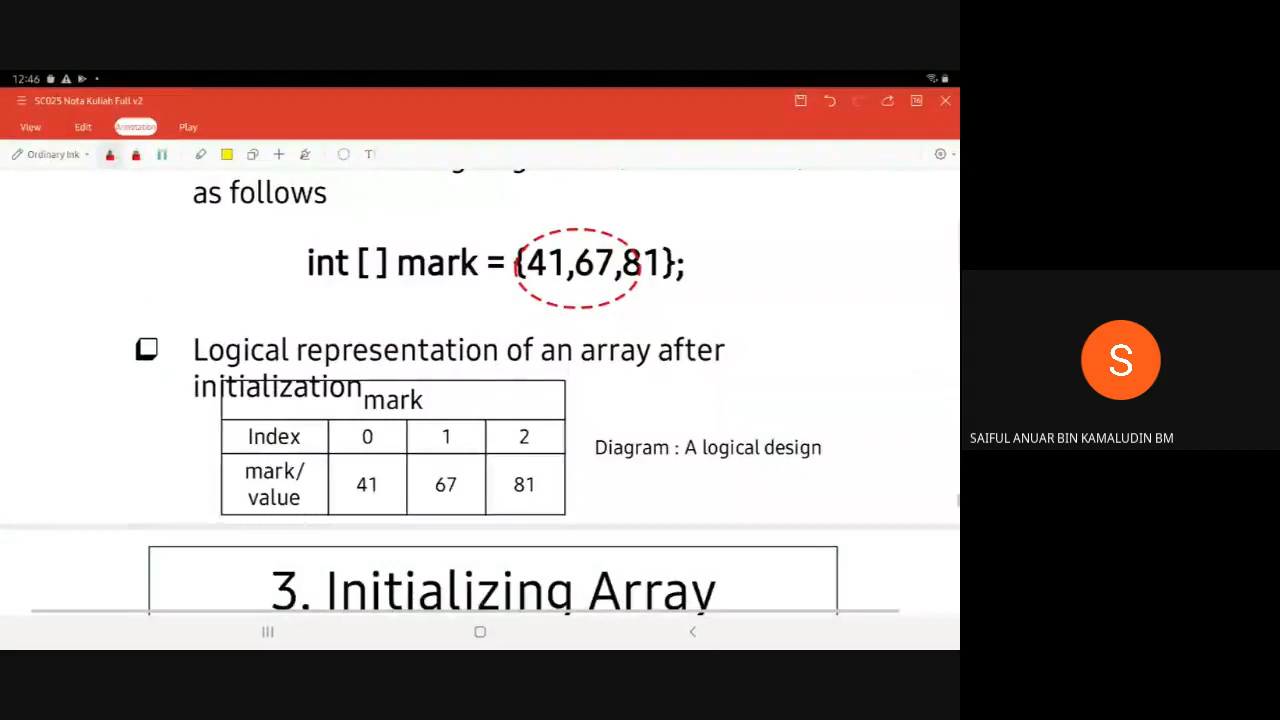 12:46
SC025 Nota Kuliah Full v2
16
View Edit Annotation Play
Ordinary Ink
as follows
int [ ] mark = {41,67,81};
Logical representation of an array after
initialization
mark
Index 0 1 2
mark/
value 41 67 81
Diagram : A logical design
3. Initializing Array
S
SAIFUL ANUAR BIN KAMALUDIN BM